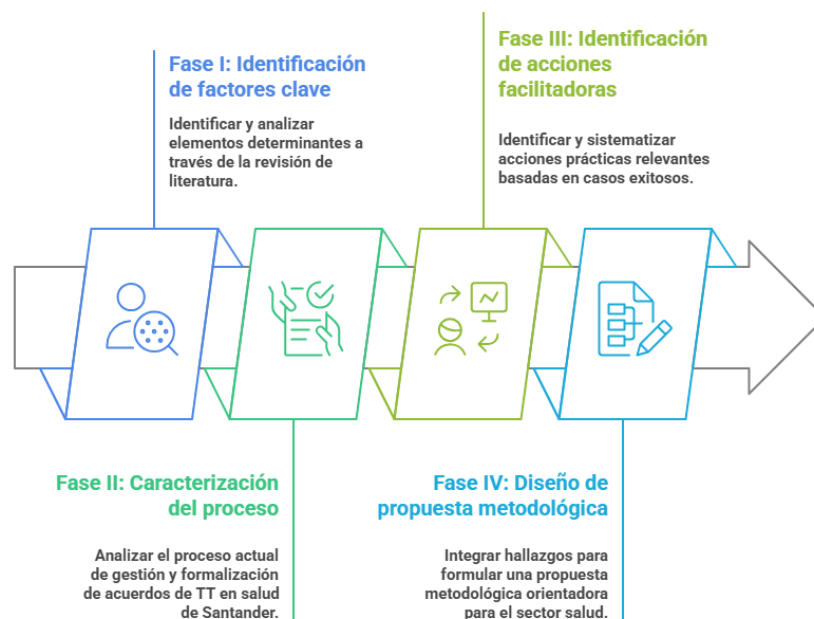 Fase I: Identificación
de factores clave
Identificar y analizar
elementos determinantes a
través de la revisión de
literatura.
Fase III: Identificación
de acciones
facilitadoras
Identificar y sistematizar
acciones prácticas relevantes
basadas en casos exitosos.
Fase II: Caracterización
del proceso
Analizar el proceso actual
de gestión y formalización
de acuerdos de TT en salud
de Santander.
Fase IV: Diseño de
propuesta metodológica
Integrar hallazgos para
formular una propuesta
metodológica orientadora
para el sector salud.